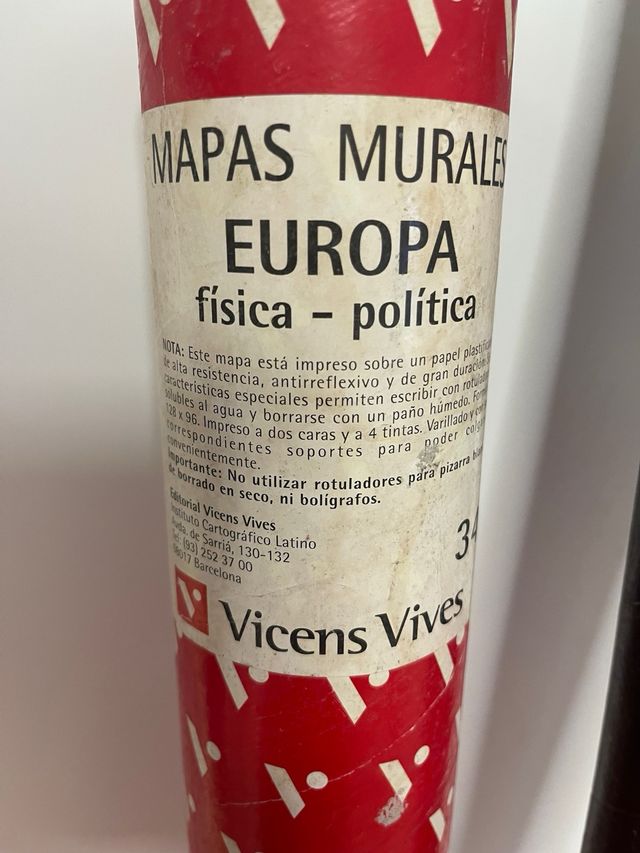 MAPAS MURALES
EUROPA
física - política
NOTA: Este mapa está impreso sobre un papel
de alta resistencia, antirreflexivo y de gran
características especiales permiten escribir con
solubles al agua y borrarse con un paño húmedo.
128 x 96. Impreso a dos caras y a 4 tintas. Varillado y
correspondientes soportes para poder
convenientemente.
Importante: No utilizar rotuladores para pizarra
de borrado en seco, ni bolígrafos.
Editorial Vicens Vives
Instituto Cartográfico Latino
Avda. de Sarriá, 130-132
Tel. (93) 252 37 00
08017 Barcelona
34
Vicens Vives